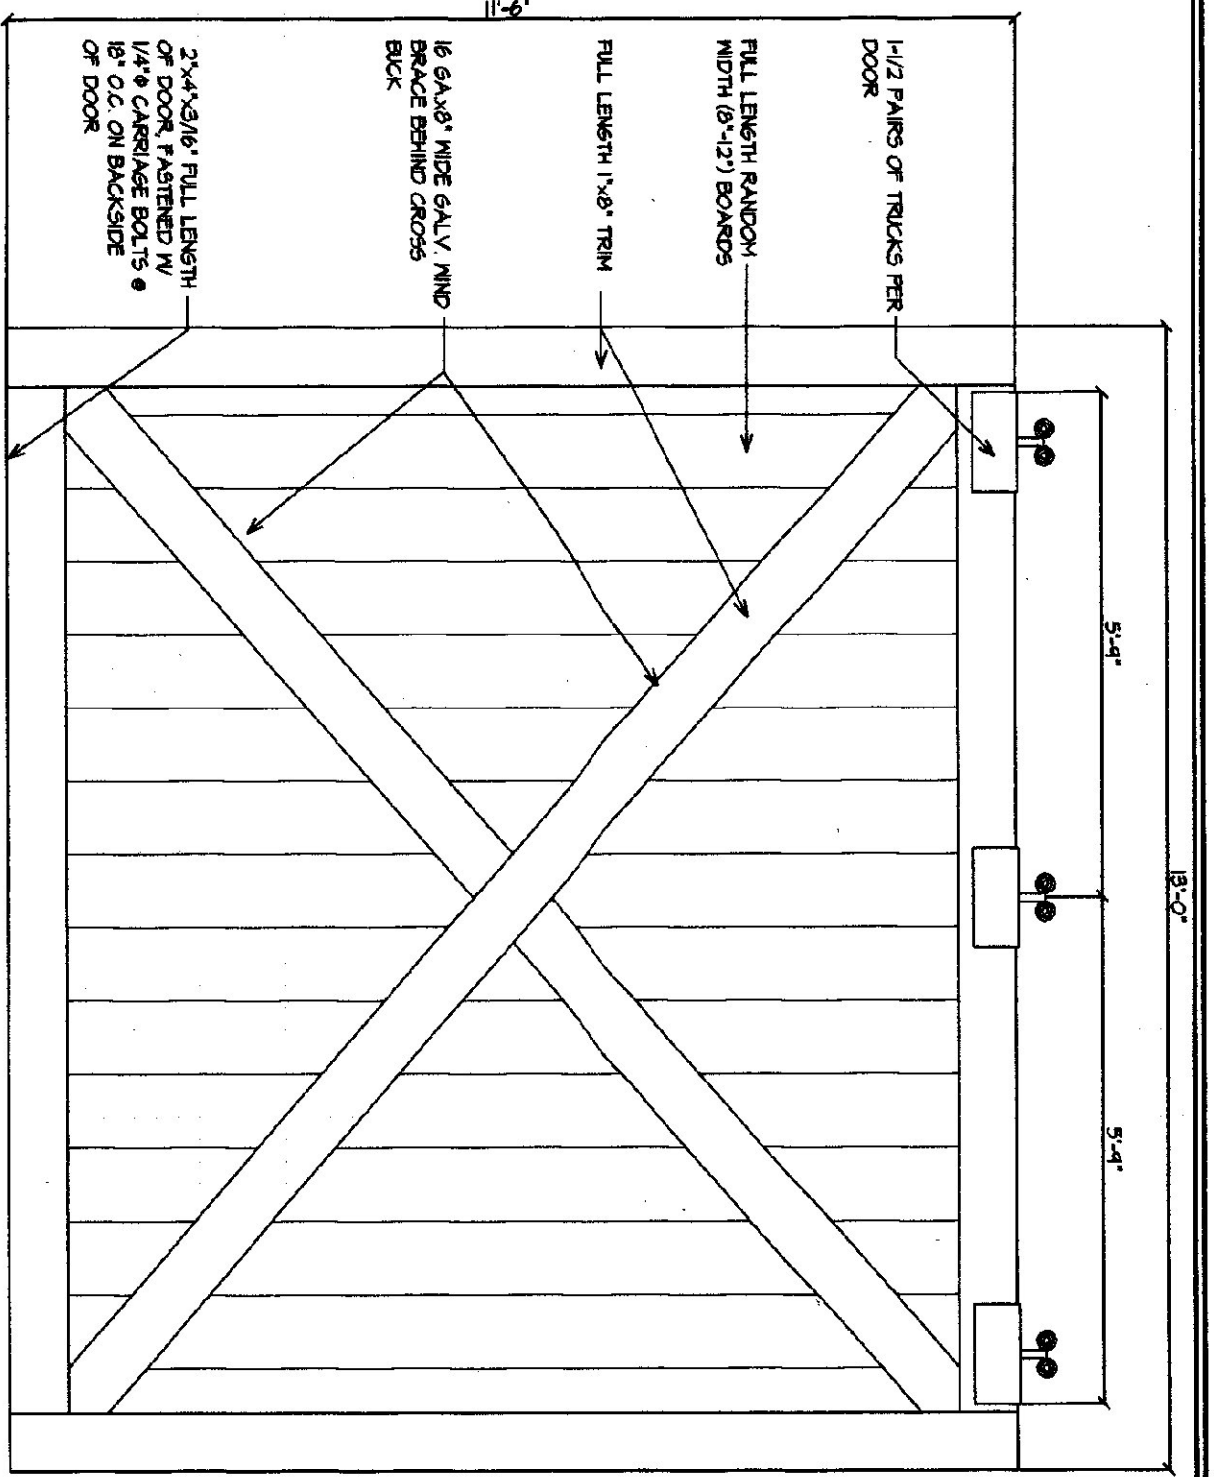 13'-0"
5'-9"
5'-9"
11'-6"
1-1/2 PAIRS OF TRUCKS PER
DOOR
FULL LENGTH RANDOM
WIDTH (8"-12") BOARDS
FULL LENGTH 1"x8" TRIM
16 GA.x8" WIDE GALV. WIND
BRACE BEHIND CROSS
BUCK
2"x4"x3/16" FULL LENGTH
OF DOOR, FASTENED W/
1/4"Φ CARRIAGE BOLTS @
18" O.C. ON BACKSIDE
OF DOOR